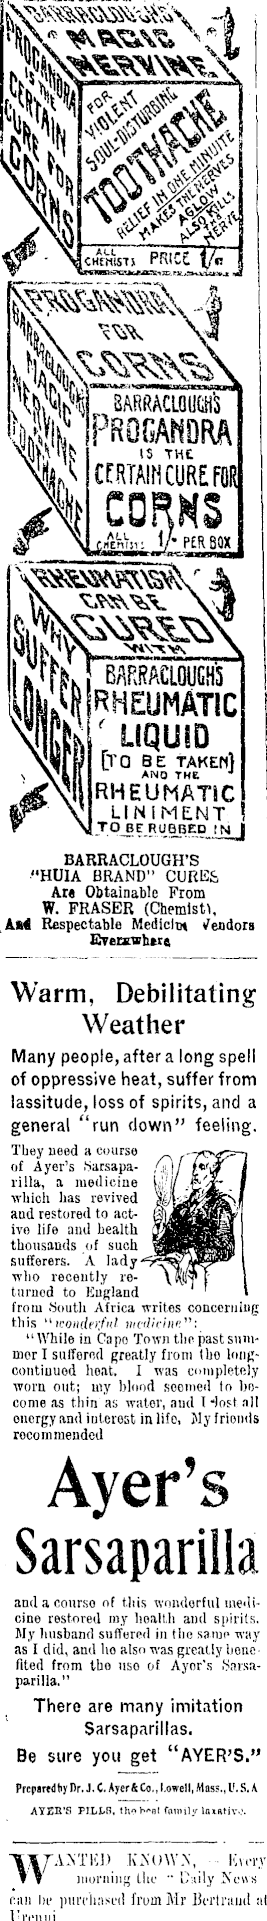 BARRACLOUGH'S
MAGIC
NERVINE
PROGANDRA
IS THE
CERTAIN
CURE FOR
CORNS
FOR
VIOLENT
SOUL-DISTURBING
TOOTHACHE
RELIEF IN ONE MINUITE
MAKES THE NERVES
AGLOW
ALSO KILLS
NERVE
ALL
CHEMISTS PRICE 1/-
PROGANDRA
FOR
CORNS
BARRACLOUGH'S
MAGIC
NERVINE
FOR
TOOTHACHE
BARRACLOUGH'S
PROGANDRA
IS THE
CERTAIN CURE FOR
CORNS
ALL
CHEMISTS 1/- PER BOX
RHEUMATISM
CAN BE
CURED
WITH
WHY
SUFFER
LONGER
BARRACLOUGH'S
RHEUMATIC
LIQUID
[TO BE TAKEN]
AND THE
RHEUMATIC
LINIMENT
TO BE RUBBED IN
BARRACLOUGH'S
"HUIA BRAND" CURES
Are Obtainable From
W. FRASER (Chemist),
And Respectable Medicine Vendors
Everywhere
Warm, Debilitating
Weather
Many people, after a long spell
of oppressive heat, suffer from
lassitude, loss of spirits, and a
general "run down" feeling.
They need a course
of Ayer's Sarsapa-
rilla, a medicine
which has revived
and restored to act-
ive life and health
thousands of such
sufferers. A lady
who recently re-
turned to England
from South Africa writes concerning
this "wonderful medicine":
"While in Cape Town the past sum-
mer I suffered greatly from the long-
continued heat. I was completely
worn out; my blood seemed to be-
come as thin as water, and I lost all
energy and interest in life, My friends
recommended
Ayer's
Sarsaparilla
and a course of this wonderful medi-
cine restored my health and spirits.
My husband suffered in the same way
as I did, and he also was greatly bene-
fited from the use of Ayer's Sarsa-
parilla."
There are many imitation
Sarsaparillas.
Be sure you get "AYER'S."
Prepared by Dr. J. C. Ayer & Co., Lowell, Mass., U. S. A
AYER'S PILLS, the best family laxative.
WANTED KNOWN, - Every
morning the "Daily News"
can be purchased from Mr Bertrand at
Urenui